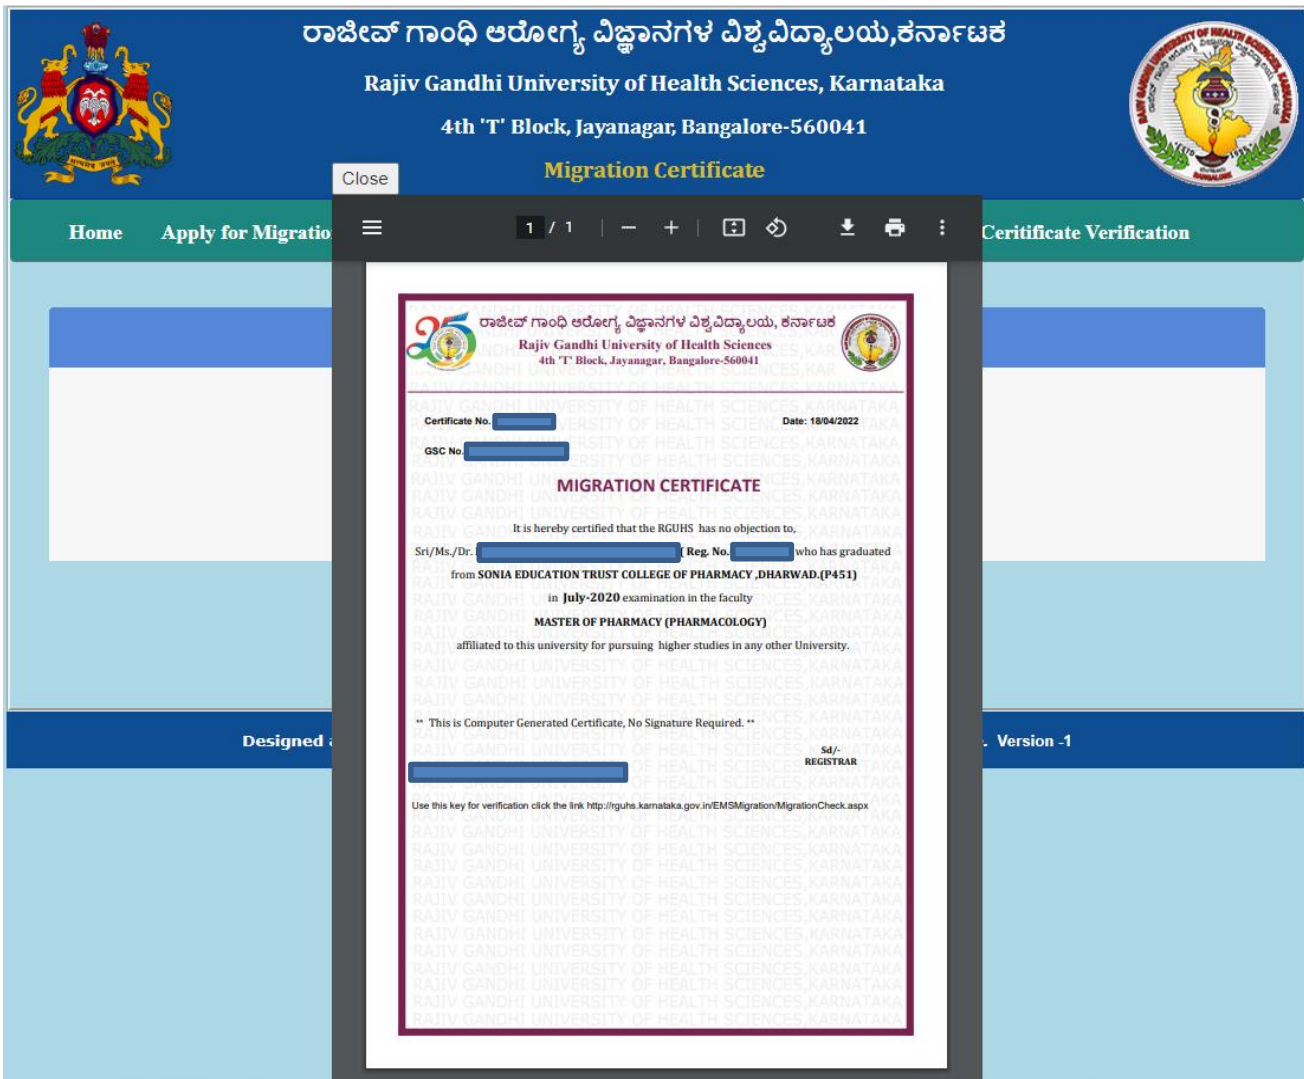 ರಾಜೀವ್ ಗಾಂಧಿ ಆರೋಗ್ಯ ವಿಜ್ಞಾನಗಳ ವಿಶ್ವವಿದ್ಯಾಲಯ,ಕರ್ನಾಟಕ
Rajiv Gandhi University of Health Sciences, Karnataka
4th 'T' Block, Jayanagar, Bangalore-560041
Migration Certificate
Close
Home Apply for Migratio Ceritificate Verification
1 / 1
ರಾಜೀವ್ ಗಾಂಧಿ ಆರೋಗ್ಯ ವಿಜ್ಞಾನಗಳ ವಿಶ್ವವಿದ್ಯಾಲಯ, ಕರ್ನಾಟಕ
25
Rajiv Gandhi University of Health Sciences
4th 'T' Block, Jayanagar, Bangalore-560041
Certificate No. Date: 18/04/2022
GSC No.
MIGRATION CERTIFICATE
It is hereby certified that the RGUHS has no objection to,
Sri/Ms./Dr. ( Reg. No. who has graduated
from SONIA EDUCATION TRUST COLLEGE OF PHARMACY ,DHARWAD.(P451)
in July-2020 examination in the faculty
MASTER OF PHARMACY (PHARMACOLOGY)
affiliated to this university for pursuing higher studies in any other University.
** This is Computer Generated Certificate, No Signature Required. **
Sd/-
REGISTRAR
Use this key for verification click the link http://rguhs.karnataka.gov.in/EMSMigration/MigrationCheck.aspx
Designed . Version -1